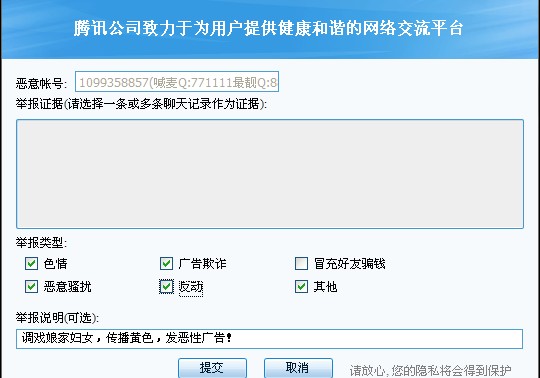 腾讯公司致力于为用户提供健康和谐的网络交流平台
恶意帐号: 1099358857(喊麦Q:771111最靓Q:8
举报证据(请选择一条或多条聊天记录作为证据):
举报类型:
色情 广告欺诈 冒充好友骗钱
恶意骚扰 反动 其他
举报说明(可选):
调戏娘家妇女，传播黄色，发恶性广告！
提交 取消 请放心,您的隐私将会得到保护